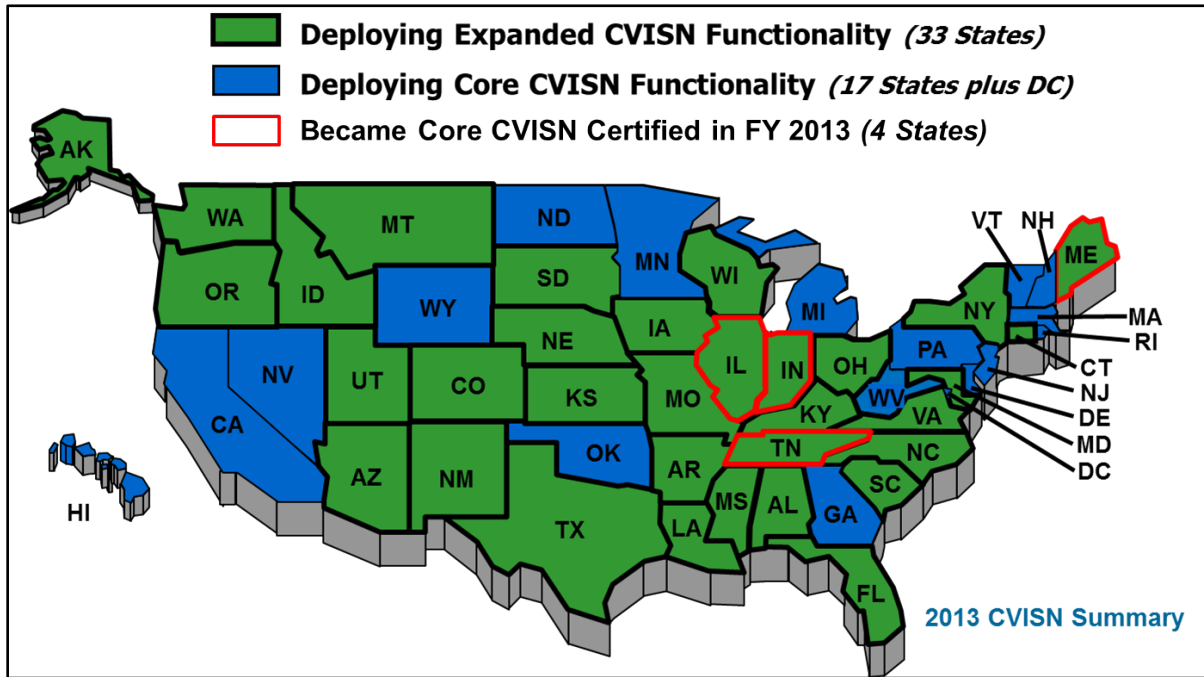 Deploying Expanded CVISN Functionality (33 States)
Deploying Core CVISN Functionality (17 States plus DC)
Became Core CVISN Certified in FY 2013 (4 States)
AK
WA
MT
ND
VT
NH
ME
OR
ID
SD
MN
WI
WY
MI
NY
MA
RI
NE
IA
PA
CT
NV
UT
CO
IL
IN
OH
NJ
KS
MO
WV
DE
CA
KY
VA
MD
AZ
NM
OK
AR
TN
NC
DC
HI
TX
LA
MS
AL
GA
SC
FL
2013 CVISN Summary